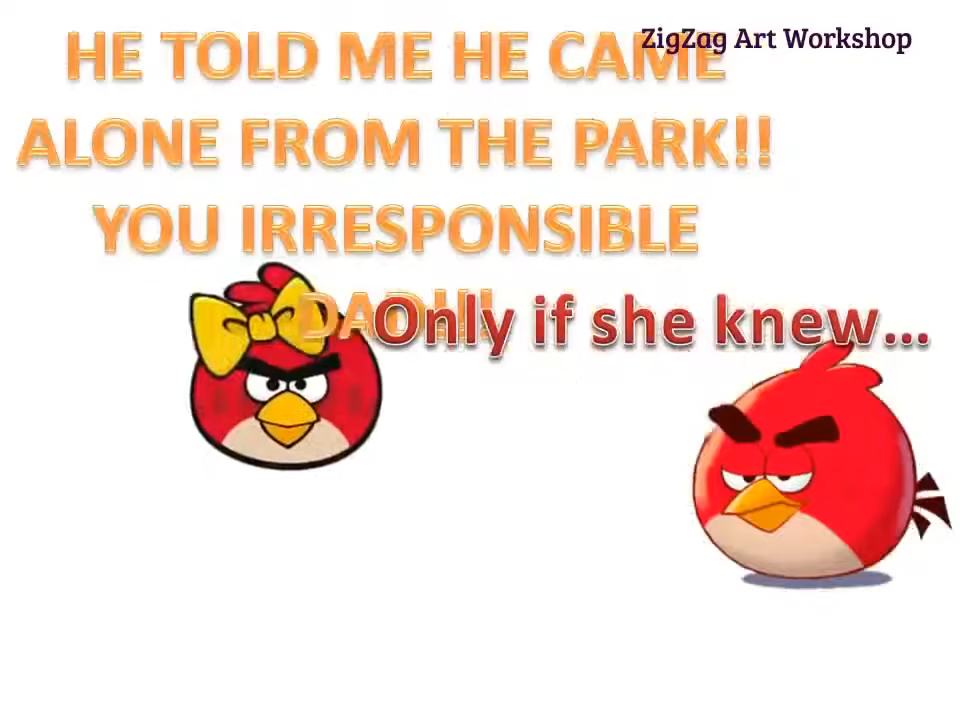 ZigZag Art Workshop
HE TOLD ME HE CAME
ALONE FROM THE PARK!!
YOU IRRESPONSIBLE
Only if she knew...